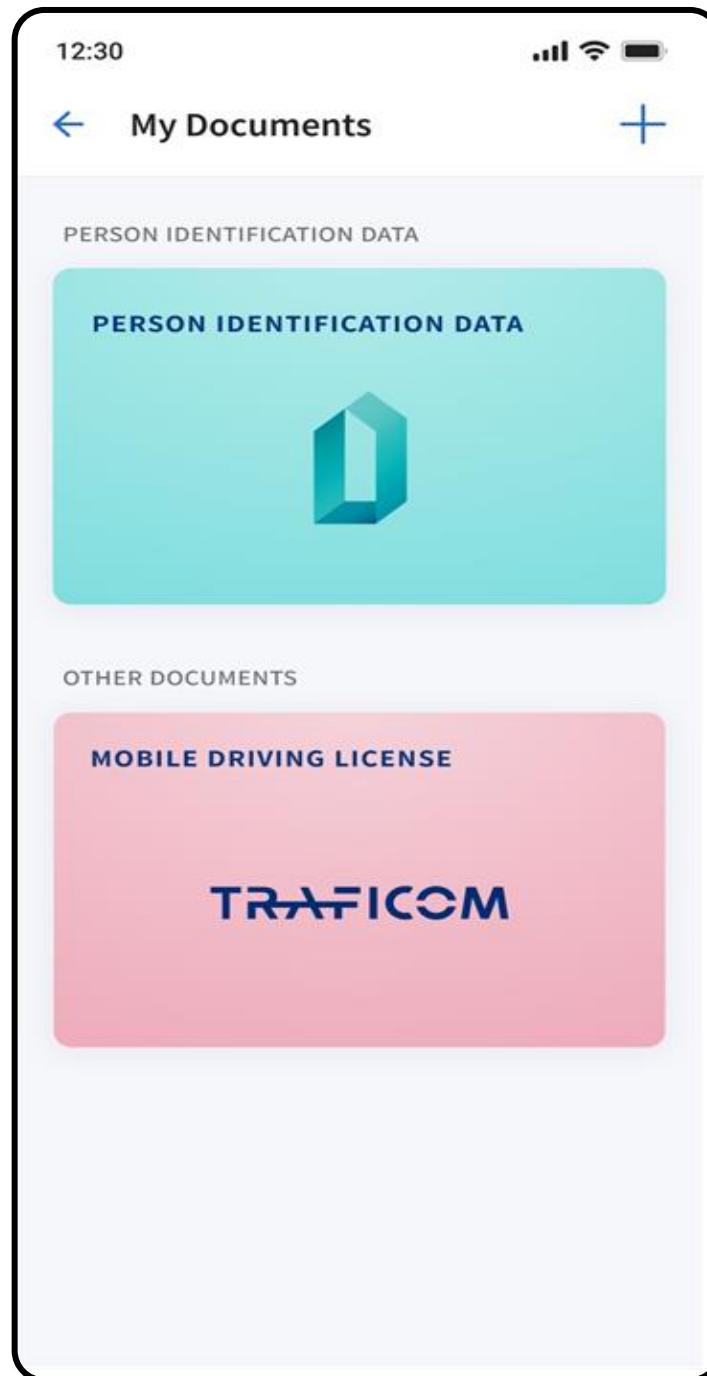 12:30
My Documents
PERSON IDENTIFICATION DATA
PERSON IDENTIFICATION DATA
OTHER DOCUMENTS
MOBILE DRIVING LICENSE
TRAFICOM